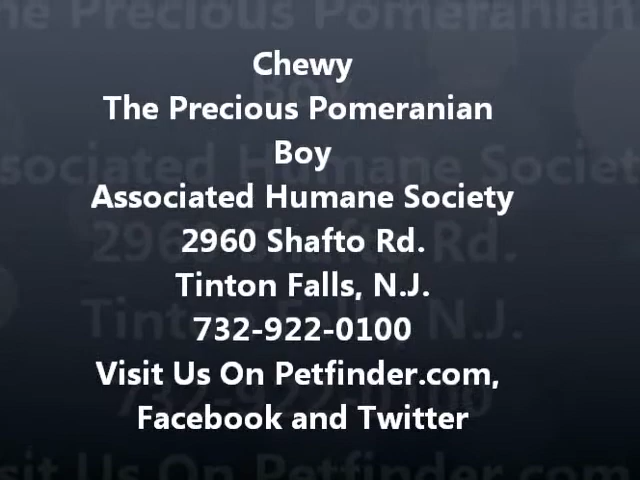 Chewy
The Precious Pomeranian
Boy
Associated Humane Society
2960 Shafto Rd.
Tinton Falls, N.J.
732-922-0100
Visit Us On Petfinder.com,
Facebook and Twitter